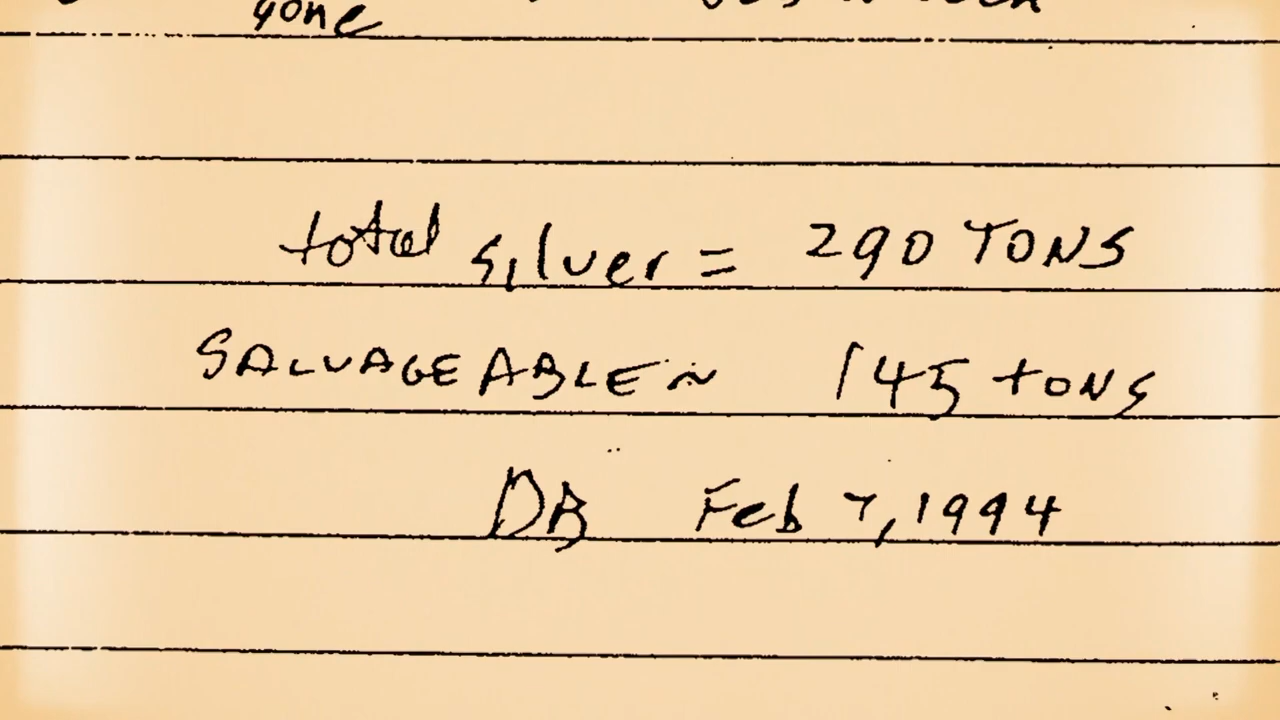 gone
total silver = 290 TONS
SALVAGEABLE ~ 145 tONS
DB Feb 7, 1994